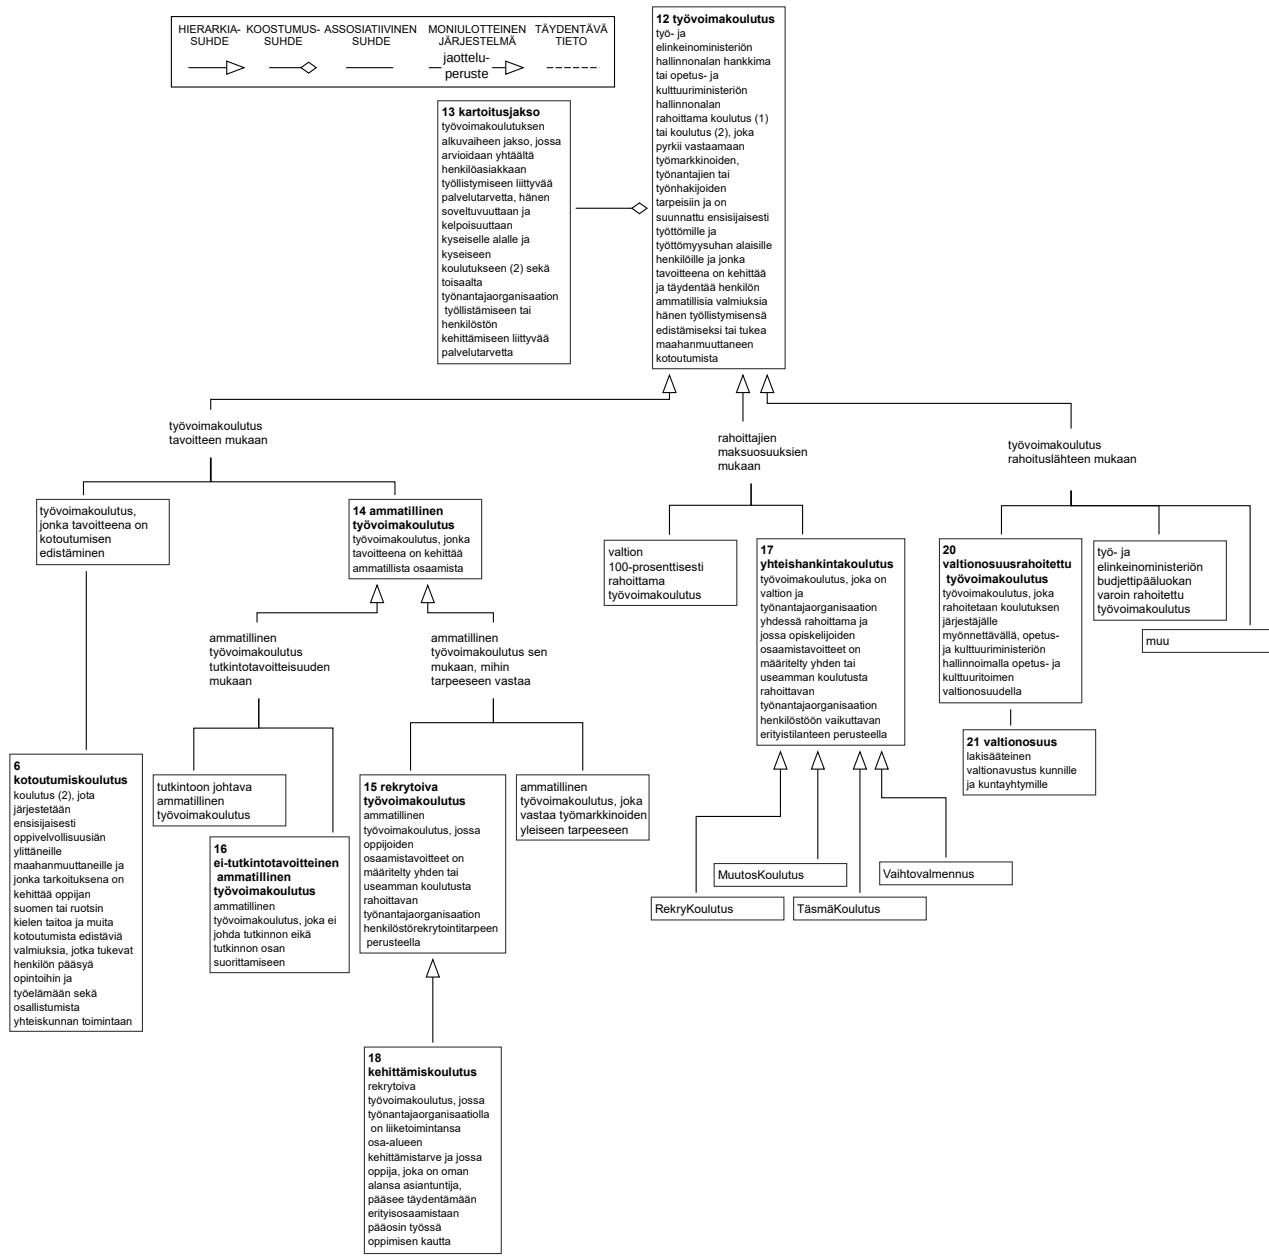 HIERARKIA-
SUHDE
KOOSTUMUS-
SUHDE
ASSOSIATIIVINEN
SUHDE
MONIULOTTEINEN
JÄRJESTELMÄ
jaottelu-
peruste
TÄYDENTÄVÄ
TIETO
12 työvoimakoulutus
työ- ja
elinkeinoministeriön
hallinnonalan hankkima
tai opetus- ja
kulttuuriministeriön
hallinnonalan
rahoittama koulutus (1)
tai koulutus (2), joka
pyrkii vastaamaan
työmarkkinoiden,
työnantajien tai
työnhakijoiden
tarpeisiin ja on
suunnattu ensisijaisesti
työttömille ja
työttömyysuhan alaisille
henkilöille ja jonka
tavoitteena on kehittää
ja täydentää henkilön
ammatillisia valmiuksia
hänen työllistymisensä
edistämiseksi tai tukea
maahanmuuttaneen
kotoutumista
13 kartoitusjakso
työvoimakoulutuksen
alkuvaiheen jakso, jossa
arvioidaan yhtäältä
henkilöasiakkaan
työllistymiseen liittyvää
palvelutarvetta, hänen
soveltuvuuttaan ja
kelpoisuuttaan
kyseiselle alalle ja
kyseiseen
koulutukseen (2) sekä
toisaalta
työnantajaorganisaation
työllistämiseen tai
henkilöstön
kehittämiseen liittyvää
palvelutarvetta
työvoimakoulutus
tavoitteen mukaan
rahoittajien
maksuosuuksien
mukaan
työvoimakoulutus
rahoituslähteen mukaan
työvoimakoulutus,
jonka tavoitteena on
kotoutumisen
edistäminen
14 ammatillinen
työvoimakoulutus
työvoimakoulutus, jonka
tavoitteena on kehittää
ammatillista osaamista
valtion
100-prosenttisesti
rahoittama
työvoimakoulutus
17
yhteishankintakoulutus
työvoimakoulutus, joka on
valtion ja
työnantajaorganisaation
yhdessä rahoittama ja
jossa opiskelijoiden
osaamistavoitteet on
määritelty yhden tai
useamman koulutusta
rahoittavan
työnantajaorganisaation
henkilöstöön vaikuttavan
erityistilanteen perusteella
20
valtionosuusrahoitettu
työvoimakoulutus
työvoimakoulutus, joka
rahoitetaan koulutuksen
järjestäjälle
myönnettävällä, opetus-
ja kulttuuriministeriön
hallinnoimalla opetus- ja
kulttuuritoimen
valtionosuudella
työ- ja
elinkeinoministeriön
budjettipääluokan
varoin rahoitettu
työvoimakoulutus
muu
ammatillinen
työvoimakoulutus
tutkintotavoitteisuuden
mukaan
ammatillinen
työvoimakoulutus sen
mukaan, mihin
tarpeeseen vastaa
21 valtionosuus
lakisääteinen
valtionavustus kunnille
ja kuntayhtymille
6
kotoutumiskoulutus
koulutus (2), jota
järjestetään
ensisijaisesti
oppivelvollisuusiän
ylittäneille
maahanmuuttaneille ja
jonka tarkoituksena on
kehittää oppijan
suomen tai ruotsin
kielen taitoa ja muita
kotoutumista edistäviä
valmiuksia, jotka tukevat
henkilön pääsyä
opintoihin ja
työelämään sekä
osallistumista
yhteiskunnan toimintaan
tutkintoon johtava
ammatillinen
työvoimakoulutus
16
ei-tutkintotavoitteinen
ammatillinen
työvoimakoulutus
ammatillinen
työvoimakoulutus, joka ei
johda tutkinnon eikä
tutkinnon osan
suorittamiseen
15 rekrytoiva
työvoimakoulutus
ammatillinen
työvoimakoulutus, jossa
oppijoiden
osaamistavoitteet on
määritelty yhden tai
useamman koulutusta
rahoittavan
työnantajaorganisaation
henkilöstörekrytointitarpeen
perusteella
ammatillinen
työvoimakoulutus, joka
vastaa työmarkkinoiden
yleiseen tarpeeseen
MuutosKoulutus
Vaihtovalmennus
RekryKoulutus
TäsmäKoulutus
18
kehittämiskoulutus
rekrytoiva
työvoimakoulutus, jossa
työnantajaorganisaatiolla
on liiketoimintansa
osa-alueen
kehittämistarve ja jossa
oppija, joka on oman
alansa asiantuntija,
pääsee täydentämään
erityisosaamistaan
pääosin työssä
oppimisen kautta